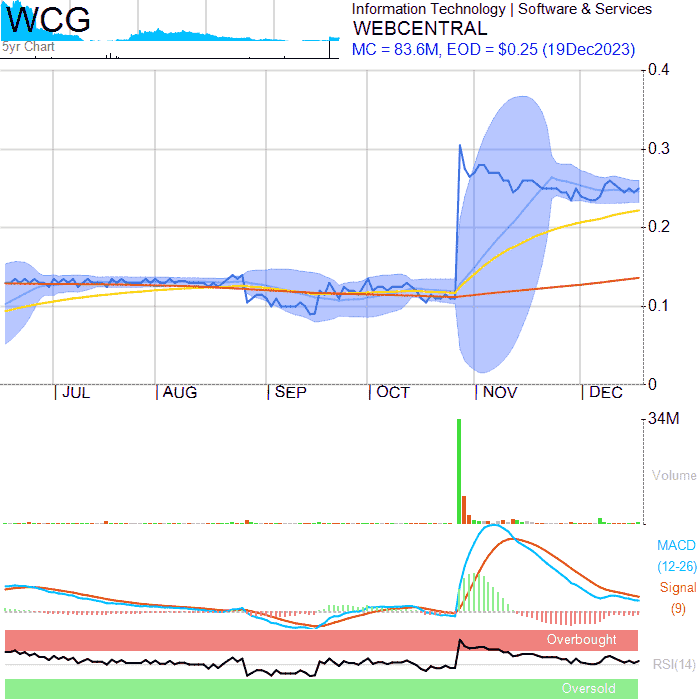 WCG
5yr Chart
Information Technology | Software & Services
WEBCENTRAL
MC = 83.6M, EOD = $0.25 (19Dec2023)
0.4
0.3
0.2
0.1
0
JUL AUG SEP OCT NOV DEC
34M
Volume
MACD
(12-26)
Signal
(9)
Overbought
RSI(14)
Oversold